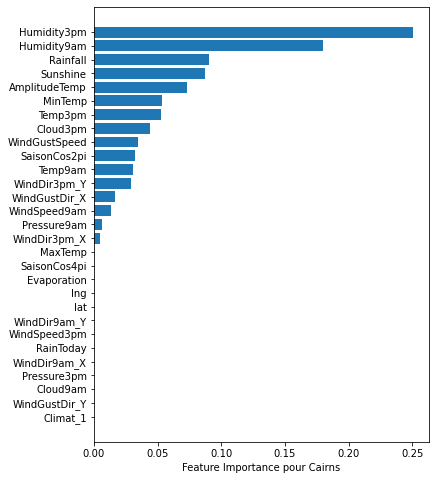 Humidity3pm
Humidity9am
Rainfall
Sunshine
AmplitudeTemp
MinTemp
Temp3pm
Cloud3pm
WindGustSpeed
SaisonCos2pi
Temp9am
WindDir3pm_Y
WindGustDir_X
WindSpeed9am
Pressure9am
WindDir3pm_X
MaxTemp
SaisonCos4pi
Evaporation
lng
lat
WindDir9am_Y
WindSpeed3pm
RainToday
WindDir9am_X
Pressure3pm
Cloud9am
WindGustDir_Y
Climat_1
0.00 0.05 0.10 0.15 0.20 0.25
Feature Importance pour Cairns